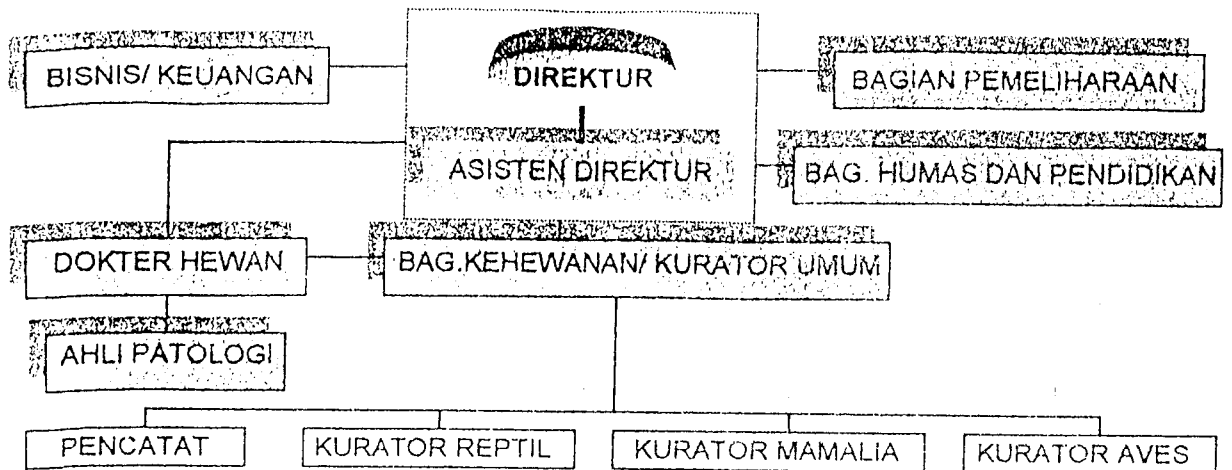 BISNIS/ KEUANGAN
DIREKTUR
BAGIAN PEMELIHARAAN
ASISTEN DIREKTUR
BAG. HUMAS DAN PENDIDIKAN
DOKTER HEWAN
BAG.KEHEWANAN/ KURATOR UMUM
AHLI PATOLOGI
PENCATAT
KURATOR REPTIL
KURATOR MAMALIA
KURATOR AVES